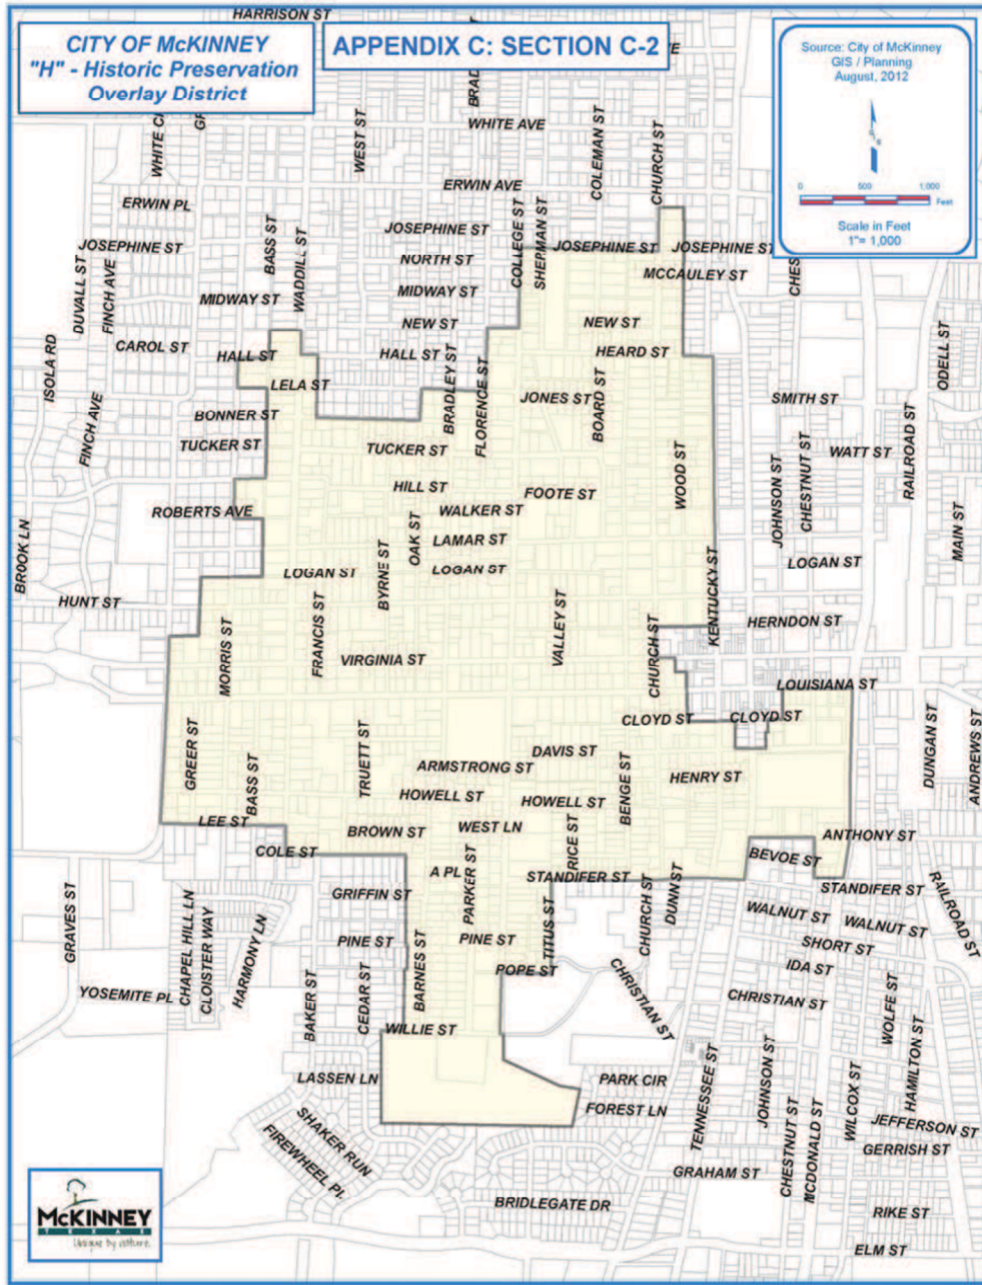 HARRISON ST
CITY OF McKINNEY
"H" - Historic Preservation
Overlay District
APPENDIX C: SECTION C-2
Source: City of McKinney
GIS / Planning
August, 2012
0 500 1,000
Feet
Scale in Feet
1"= 1,000
WEST ST
WHITE AVE
COLEMAN ST
CHURCH ST
ERWIN AVE
ERWIN PL
JOSEPHINE ST
BASS ST
WADDILL ST
JOSEPHINE ST
COLLEGE ST
SHERMAN ST
JOSEPHINE ST
JOSEPHINE ST
NORTH ST
MCCAULEY ST
DUVALL ST
FINCH AVE
MIDWAY ST
MIDWAY ST
NEW ST
NEW ST
ISOLA RD
CAROL ST
HALL ST
HALL ST
BRADLEY ST
FLORENCE ST
HEARD ST
ODELL ST
LELA ST
JONES ST
BOARD ST
SMITH ST
FINCH AVE
BONNER ST
TUCKER ST
TUCKER ST
WATT ST
RAILROAD ST
WOOD ST
JOHNSON ST
CHESTNUT ST
HILL ST
FOOTE ST
ROBERTS AVE
WALKER ST
MAIN ST
BROOK LN
OAK ST
LAMAR ST
BYRNE ST
LOGAN ST
LOGAN ST
LOGAN ST
HUNT ST
KENTUCKY ST
HERNDON ST
MORRIS ST
FRANCIS ST
VALLEY ST
CHURCH ST
VIRGINIA ST
LOUISIANA ST
CLOYD ST
CLOYD ST
GREER ST
BASS ST
TRUETT ST
DAVIS ST
DUNGAN ST
ANDREWS ST
ARMSTRONG ST
BENGE ST
HENRY ST
HOWELL ST
HOWELL ST
LEE ST
BROWN ST
WEST LN
RICE ST
ANTHONY ST
COLE ST
BEVOE ST
A PL
PARKER ST
STANDIFER ST
STANDIFER ST
RAILROAD ST
GRIFFIN ST
CHURCH ST
DUNN ST
WALNUT ST
WALNUT ST
GRAVES ST
CHAPEL HILL LN
CLOISTER WAY
HARMONY LN
PINE ST
BARNES ST
PINE ST
TITUS ST
SHORT ST
IDA ST
POPE ST
YOSEMITE PL
BAKER ST
CEDAR ST
CHRISTIAN ST
CHRISTIAN ST
WOLFE ST
WILLIE ST
LASSEN LN
PARK CIR
FOREST LN
TENNESSEE ST
JOHNSON ST
CHESTNUT ST
MCDONALD ST
WILCOX ST
HAMILTON ST
JEFFERSON ST
GERRISH ST
SHAKER RUN
FIREWHEEL PL
GRAHAM ST
BRIDLEGATE DR
RIKE ST
ELM ST
McKINNEY
TEXAS
Unique by nature.